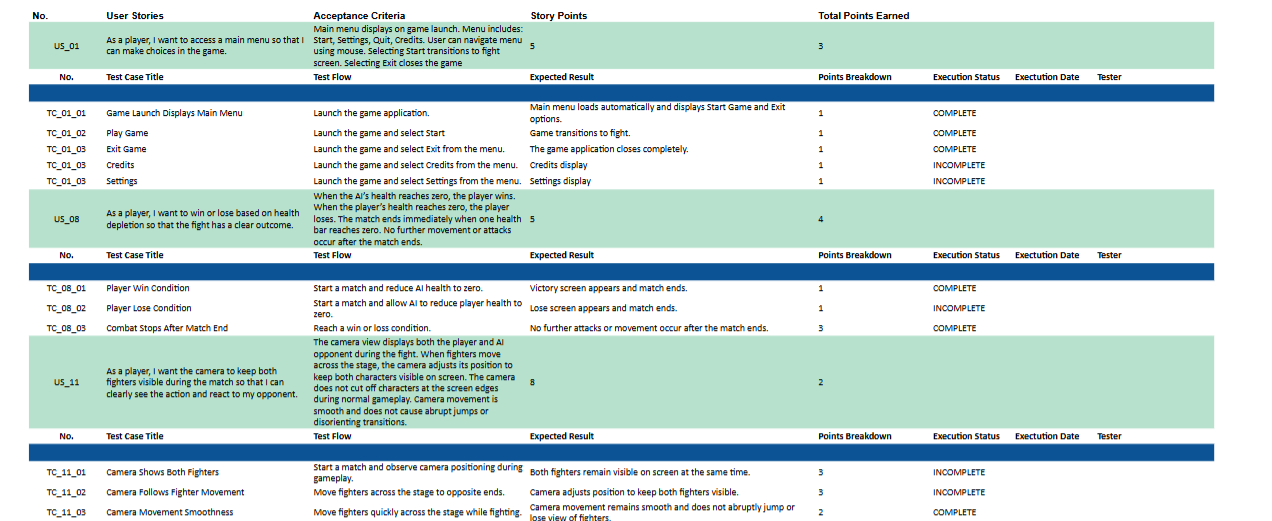 No. User Stories Acceptance Criteria Story Points Total Points Earned
US_01 As a player, I want to access a main menu so that I can make choices in the game. Main menu displays on game launch. Menu includes: Start, Settings, Quit, Credits. User can navigate menu using mouse. Selecting Start transitions to fight screen. Selecting Exit closes the game 5 3
No. Test Case Title Test Flow Expected Result Points Breakdown Execution Status Exectution Date Tester
TC_01_01 Game Launch Displays Main Menu Launch the game application. Main menu loads automatically and displays Start Game and Exit options. 1 COMPLETE
TC_01_02 Play Game Launch the game and select Start Game transitions to fight. 1 COMPLETE
TC_01_03 Exit Game Launch the game and select Exit from the menu. The game application closes completely. 1 COMPLETE
TC_01_03 Credits Launch the game and select Credits from the menu. Credits display 1 INCOMPLETE
TC_01_03 Settings Launch the game and select Settings from the menu. Settings display 1 INCOMPLETE
US_08 As a player, I want to win or lose based on health depletion so that the fight has a clear outcome. When the AI's health reaches zero, the player wins. When the player's health reaches zero, the player loses. The match ends immediately when one health bar reaches zero. No further movement or attacks occur after the match ends. 5 4
No. Test Case Title Test Flow Expected Result Points Breakdown Execution Status Exectution Date Tester
TC_08_01 Player Win Condition Start a match and reduce AI health to zero. Victory screen appears and match ends. 1 COMPLETE
TC_08_02 Player Lose Condition Start a match and allow AI to reduce player health to zero. Lose screen appears and match ends. 1 INCOMPLETE
TC_08_03 Combat Stops After Match End Reach a win or loss condition. No further attacks or movement occur after the match ends. 3 COMPLETE
US_11 As a player, I want the camera to keep both fighters visible during the match so that I can clearly see the action and react to my opponent. The camera view displays both the player and AI opponent during the fight. When fighters move across the stage, the camera adjusts its position to keep both characters visible on screen. The camera does not cut off characters at the screen edges during normal gameplay. Camera movement is smooth and does not cause abrupt jumps or disorienting transitions. 8 2
No. Test Case Title Test Flow Expected Result Points Breakdown Execution Status Exectution Date Tester
TC_11_01 Camera Shows Both Fighters Start a match and observe camera positioning during gameplay. Both fighters remain visible on screen at the same time. 3 INCOMPLETE
TC_11_02 Camera Follows Fighter Movement Move fighters across the stage to opposite ends. Camera adjusts position to keep both fighters visible. 3 INCOMPLETE
TC_11_03 Camera Movement Smoothness Move fighters quickly across the stage while fighting. Camera movement remains smooth and does not abruptly jump or lose view of fighters. 2 COMPLETE